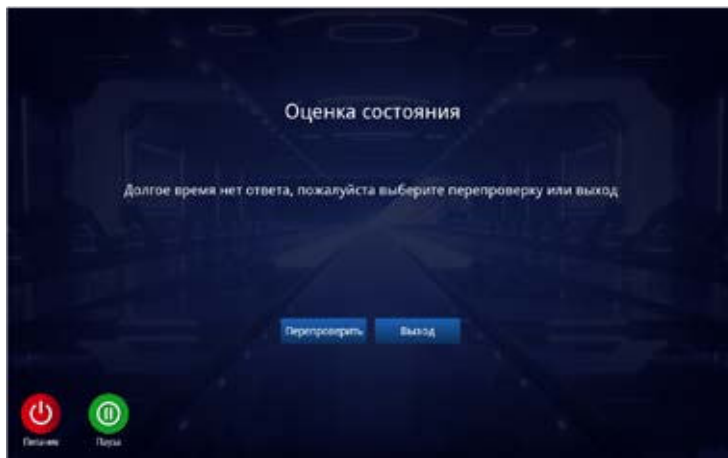 Оценка состояния
Долгое время нет ответа, пожалуйста выберите перепроверку или выход
Перепроверить Выход
Питание Пауза